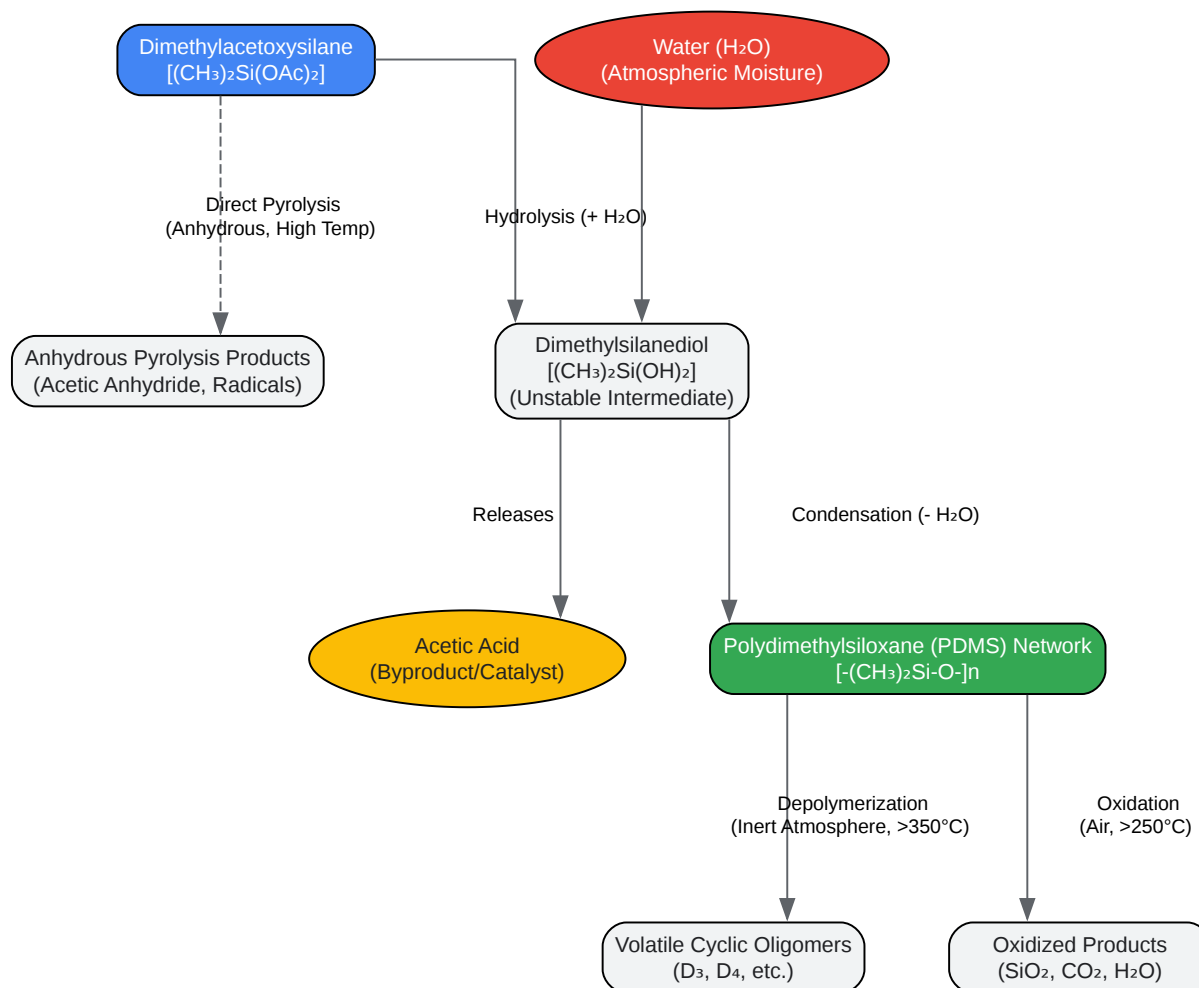 Dimethylacetoxysilane
[(CH₃)₂Si(OAc)₂]
Water (H₂O)
(Atmospheric Moisture)
Direct Pyrolysis
(Anhydrous, High Temp)
Hydrolysis (+ H₂O)
Anhydrous Pyrolysis Products
(Acetic Anhydride, Radicals)
Dimethylsilanediol
[(CH₃)₂Si(OH)₂]
(Unstable Intermediate)
Releases
Condensation (- H₂O)
Acetic Acid
(Byproduct/Catalyst)
Polydimethylsiloxane (PDMS) Network
[-(CH₃)₂Si-O-]n
Depolymerization
(Inert Atmosphere, >350°C)
Oxidation
(Air, >250°C)
Volatile Cyclic Oligomers
(D₃, D₄, etc.)
Oxidized Products
(SiO₂, CO₂, H₂O)